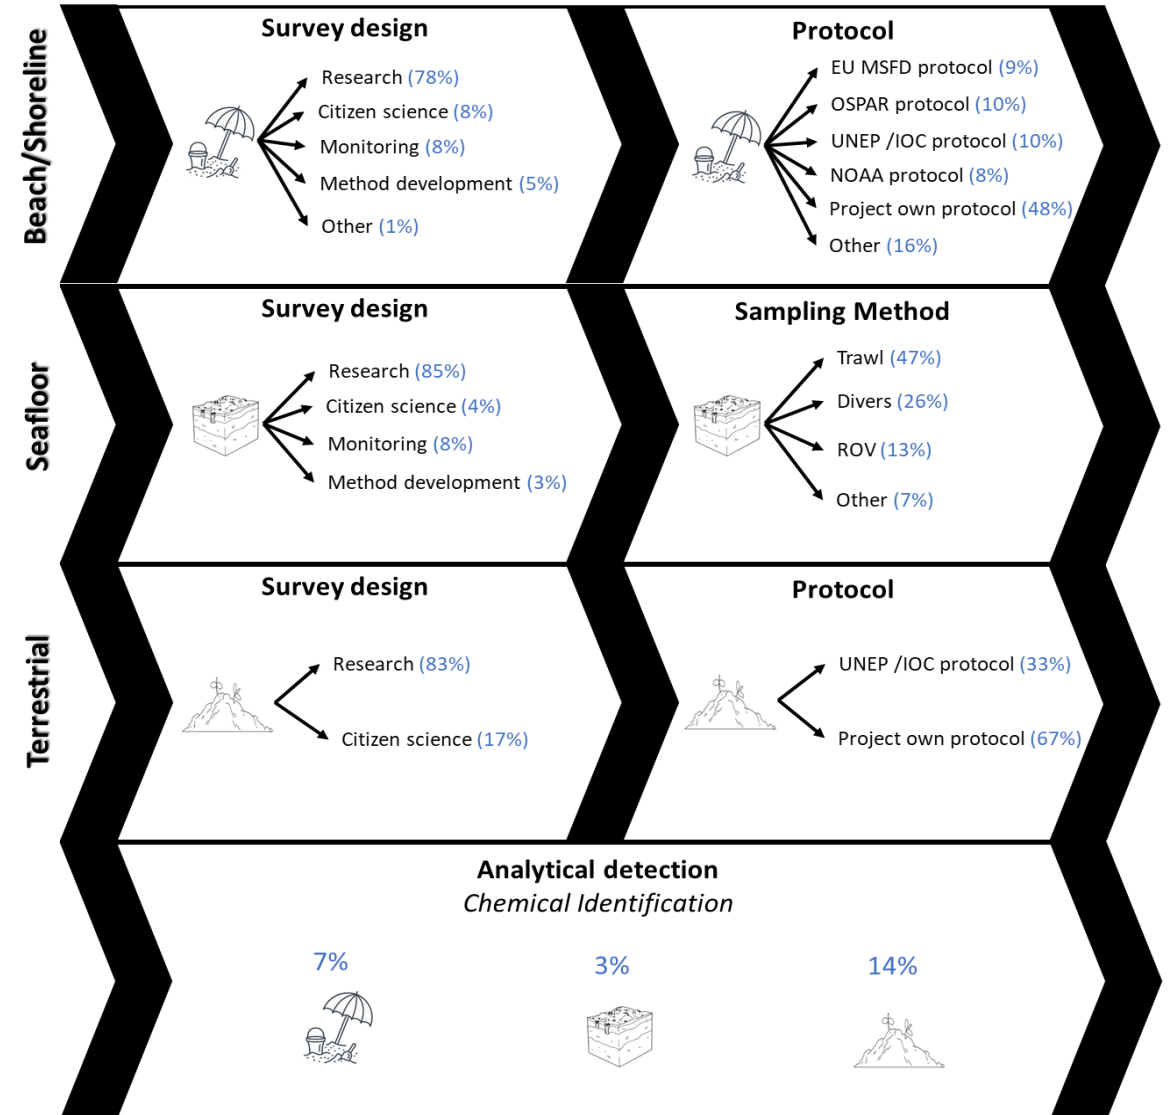 Beach/Shoreline
Survey design
Research (78%)
Citizen science (8%)
Monitoring (8%)
Method development (5%)
Other (1%)
Protocol
EU MSFD protocol (9%)
OSPAR protocol (10%)
UNEP /IOC protocol (10%)
NOAA protocol (8%)
Project own protocol (48%)
Other (16%)
Seafloor
Survey design
Research (85%)
Citizen science (4%)
Monitoring (8%)
Method development (3%)
Sampling Method
Trawl (47%)
Divers (26%)
ROV (13%)
Other (7%)
Terrestrial
Survey design
Research (83%)
Citizen science (17%)
Protocol
UNEP /IOC protocol (33%)
Project own protocol (67%)
Analytical detection
Chemical Identification
7%
3%
14%